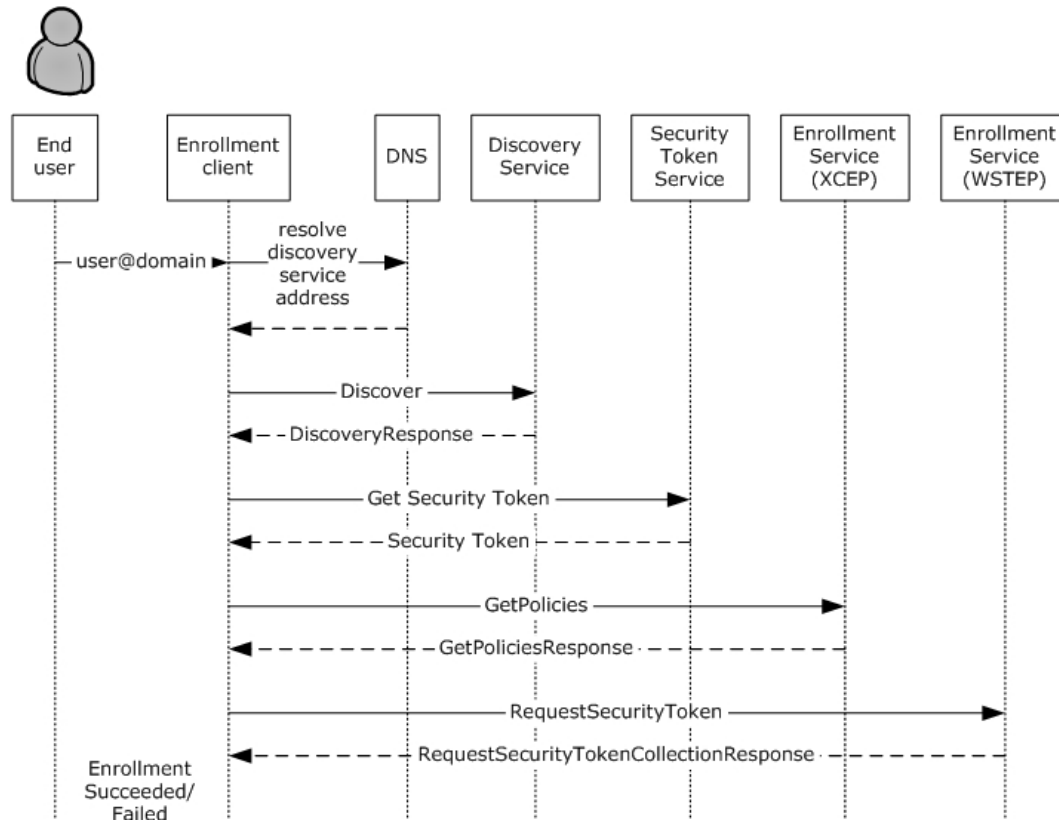 End
user
Enrollment
client
DNS
Discovery
Service
Security
Token
Service
Enrollment
Service
(XCEP)
Enrollment
Service
(WSTEP)
user@domain
resolve
discovery
service
address
Discover
DiscoveryResponse
Get Security Token
Security Token
GetPolicies
GetPoliciesResponse
RequestSecurityToken
RequestSecurityTokenCollectionResponse
Enrollment
Succeeded/
Failed